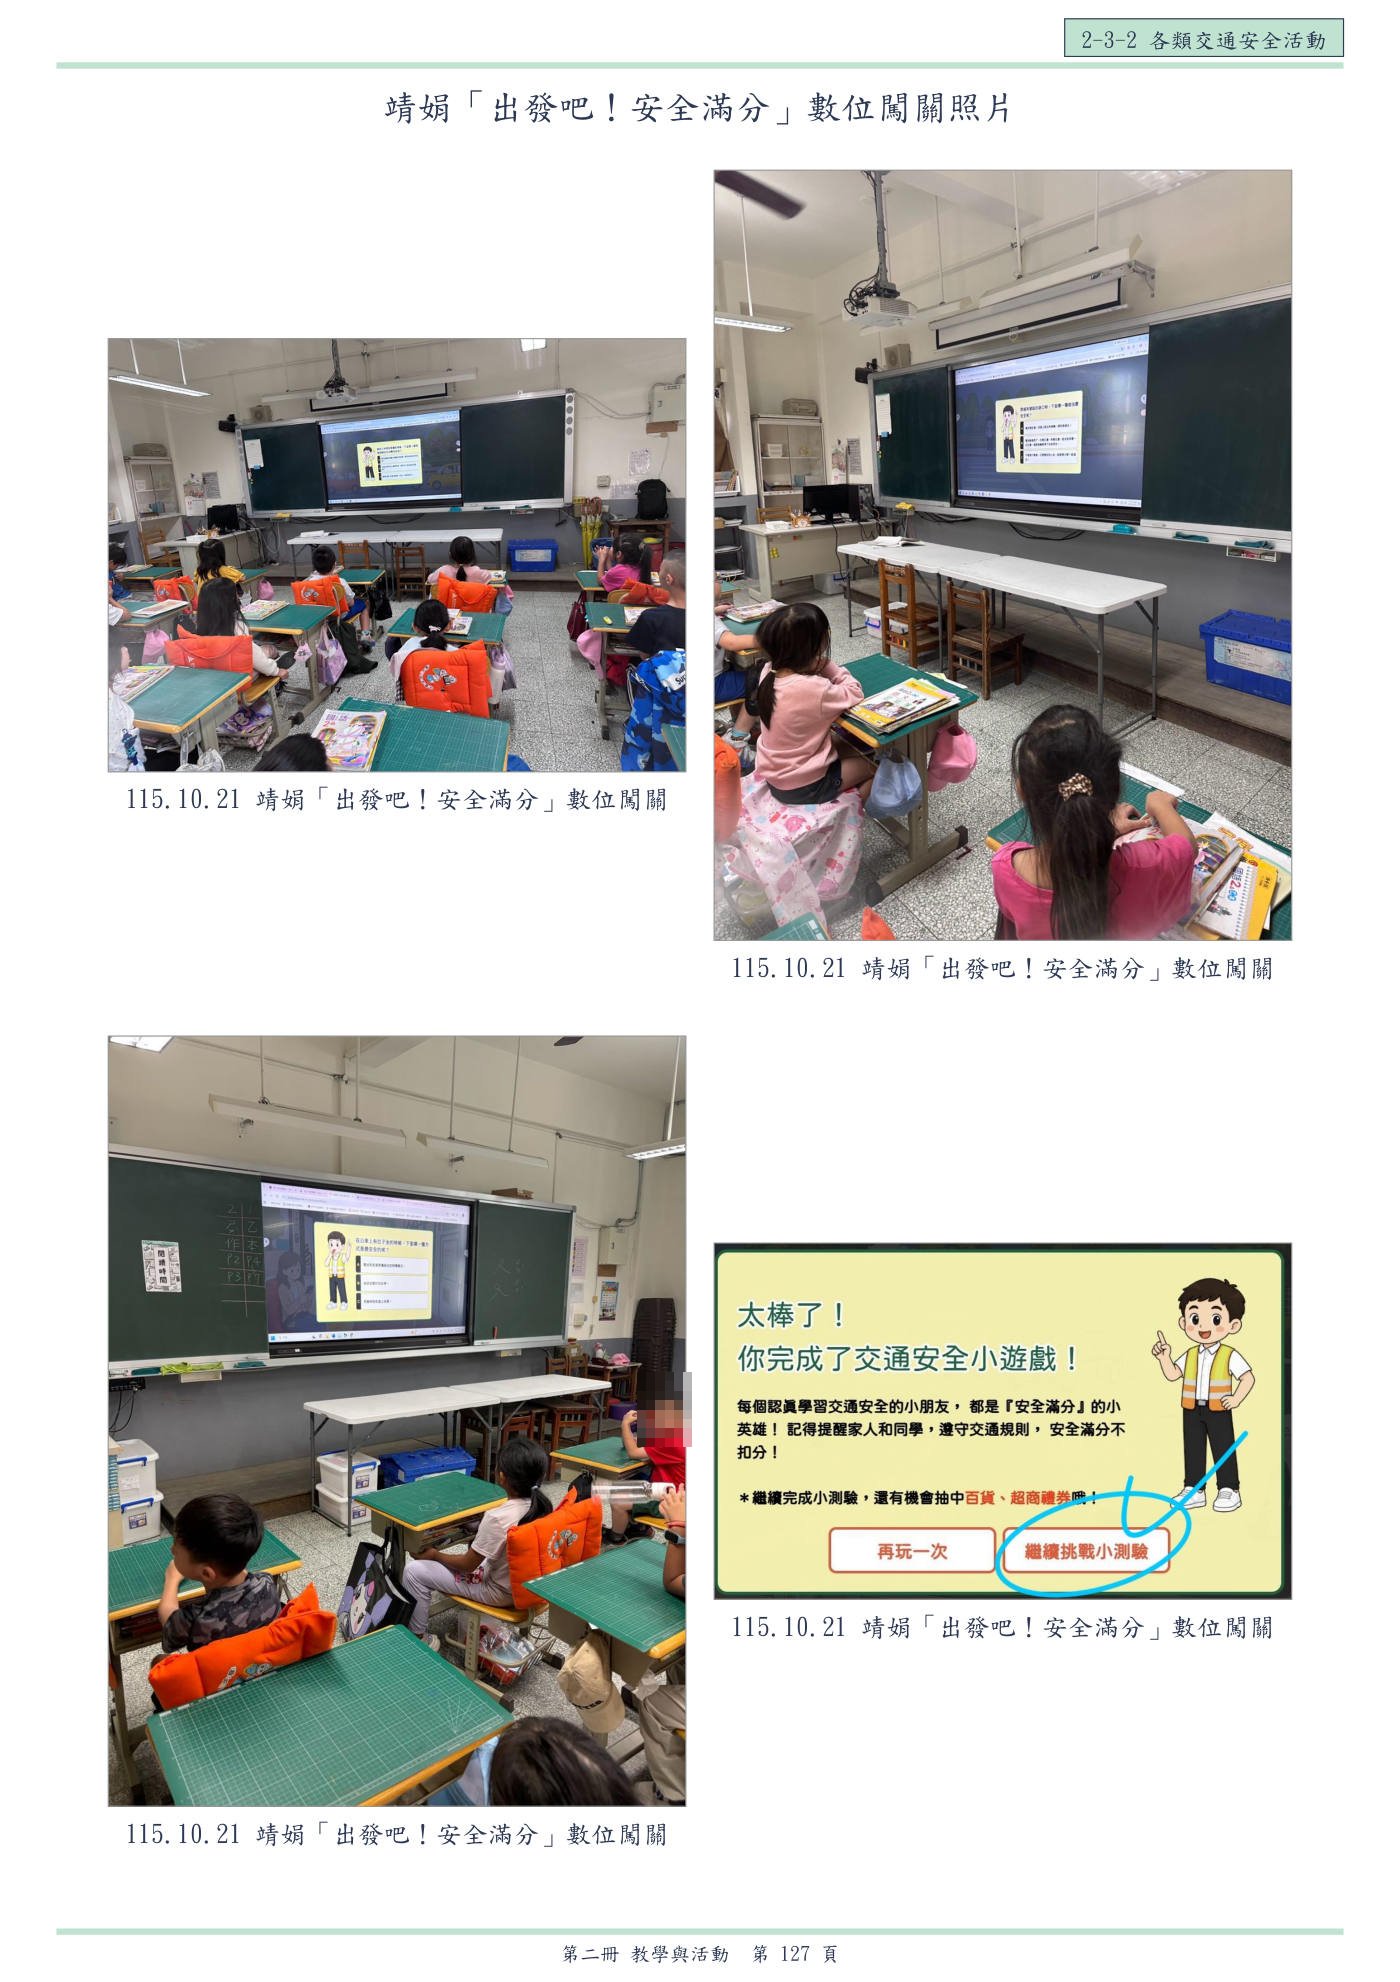 2-3-2 各類交通安全活動
靖娟「出發吧！安全滿分」數位闖關照片
115.10.21 靖娟「出發吧！安全滿分」數位闖關
115.10.21 靖娟「出發吧！安全滿分」數位闖關
閱讀時間
作 本
P2 P4
P3 P7
115.10.21 靖娟「出發吧！安全滿分」數位闖關
太棒了！
你完成了交通安全小遊戲！
每個認真學習交通安全的小朋友， 都是『安全滿分』的小
英雄！ 記得提醒家人和同學，遵守交通規則， 安全滿分不
扣分！
＊繼續完成小測驗，還有機會抽中百貨、超商禮券哦！
再玩一次
繼續挑戰小測驗
115.10.21 靖娟「出發吧！安全滿分」數位闖關
第二冊 教學與活動　第 127 頁